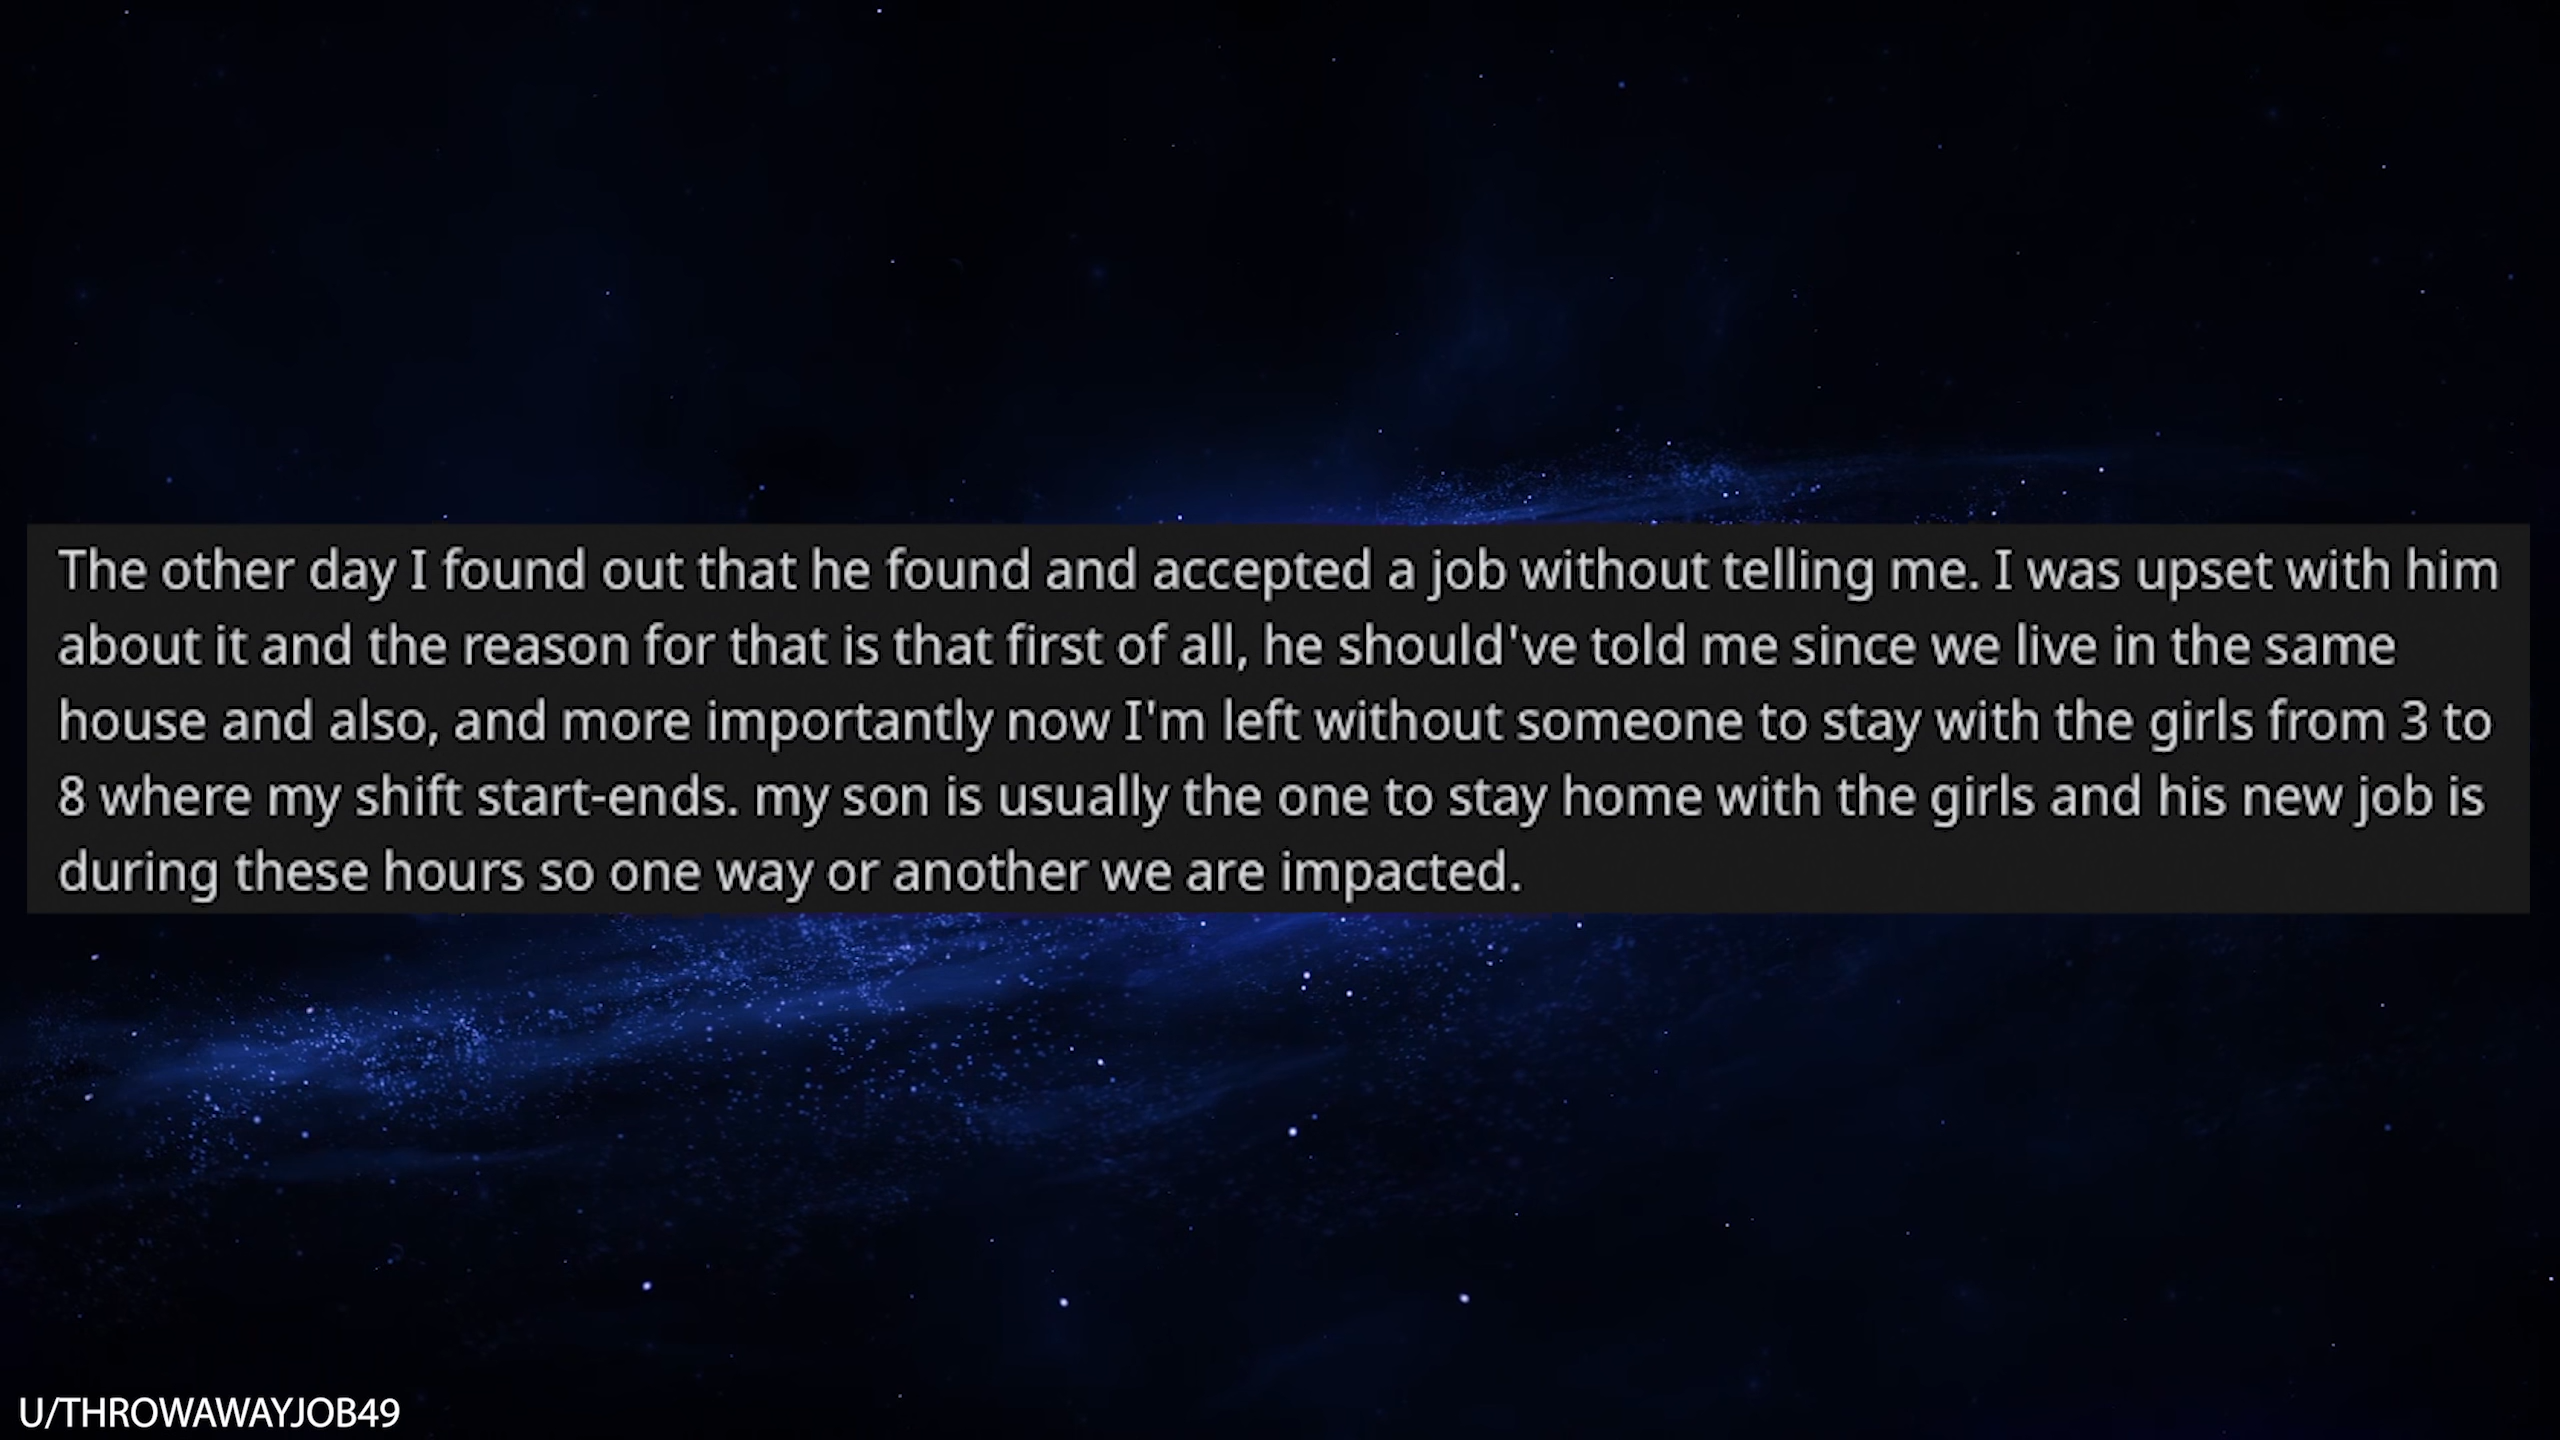 The other day I found out that he found and accepted a job without telling me. I was upset with him
about it and the reason for that is that first of all, he should've told me since we live in the same
house and also, and more importantly now I'm left without someone to stay with the girls from 3 to
8 where my shift start-ends. my son is usually the one to stay home with the girls and his new job is
during these hours so one way or another we are impacted.
U/THROWAWAYJOB49